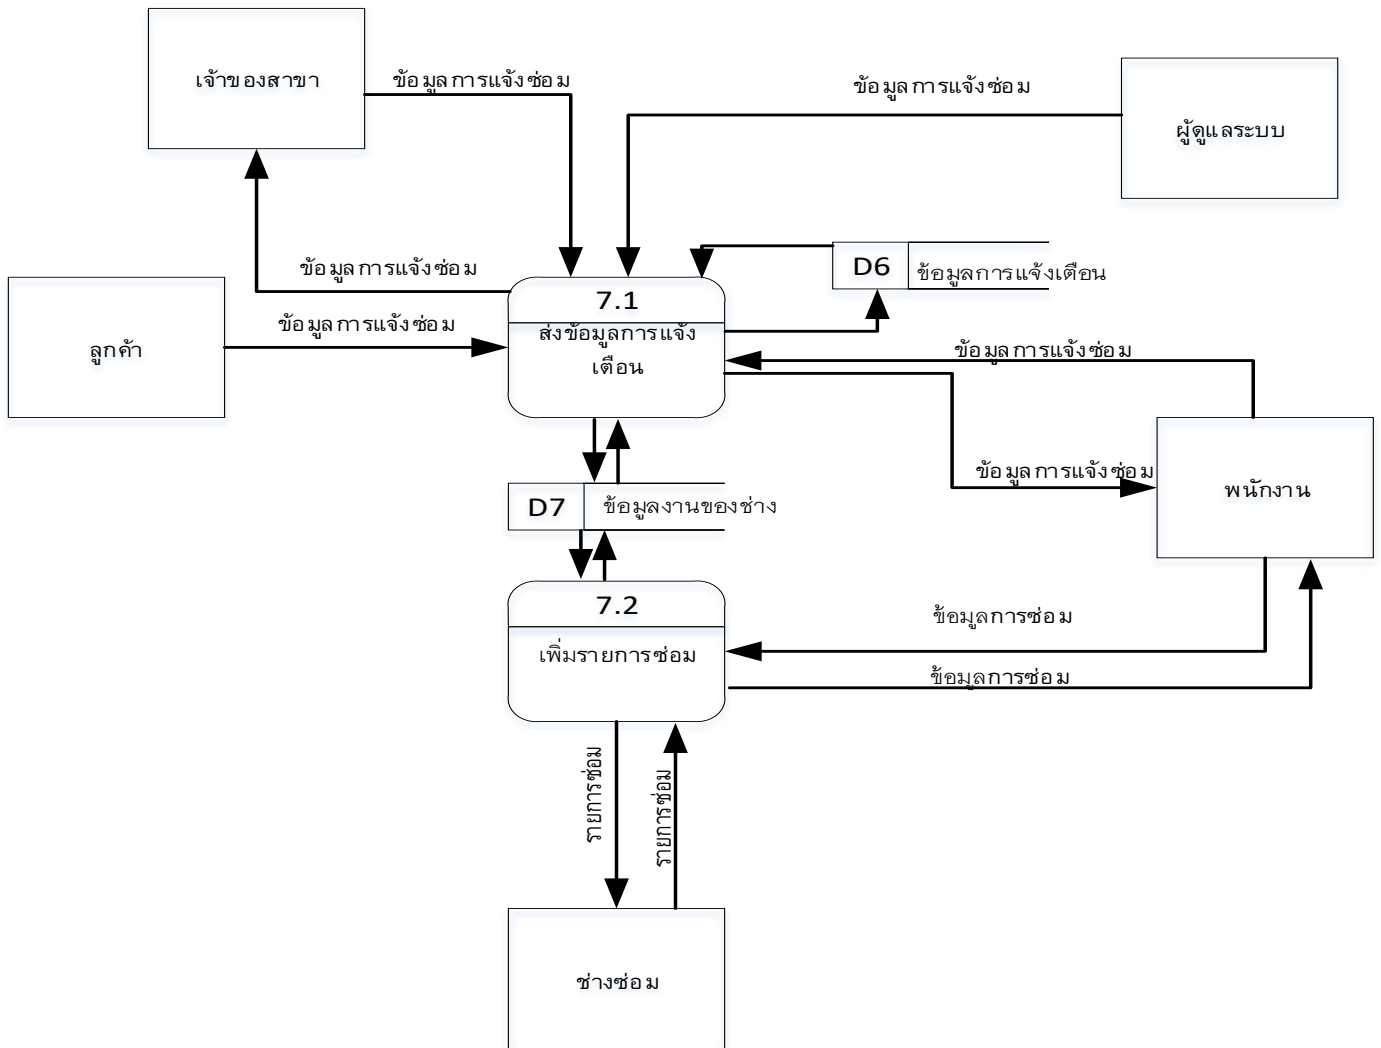 เจ้าของสาขา
ข้อมูลการแจ้งซ่อม
ข้อมูลการแจ้งซ่อม
ผู้ดูแลระบบ
ข้อมูลการแจ้งซ่อม
D6
ข้อมูลการแจ้งเตือน
ลูกค้า
ข้อมูลการแจ้งซ่อม
7.1
ส่งข้อมูลการแจ้ง
เตือน
ข้อมูลการแจ้งซ่อม
ข้อมูลการแจ้งซ่อม
พนักงาน
D7
ข้อมูลงานของช่าง
7.2
เพิ่มรายการซ่อม
ข้อมูลการซ่อม
ข้อมูลการซ่อม
รายการซ่อม
รายการซ่อม
ช่างซ่อม